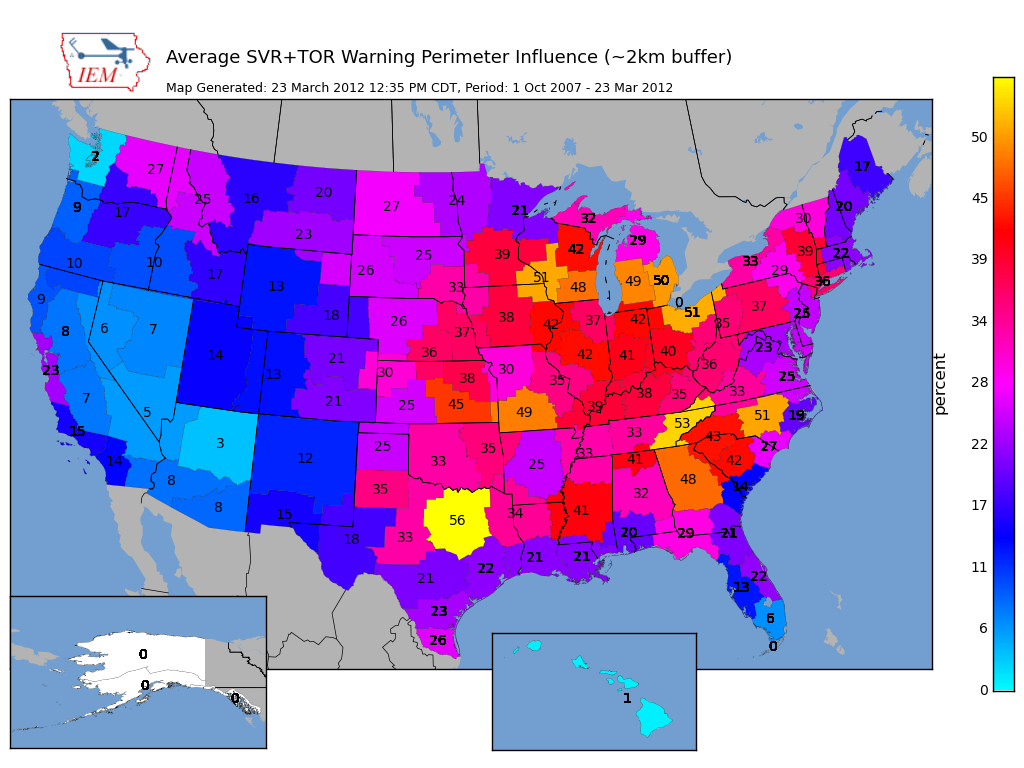 Average SVR+TOR Warning Perimeter Influence (~2km buffer)
IEM
Map Generated: 23 March 2012 12:35 PM CDT, Period: 1 Oct 2007 - 23 Mar 2012
50
45
39
34
28
22
17
11
6
0
percent
2 27 25 16 20 27 24 21 32 29 30 20 17
9 17 23 25 39 42 33 39 22
10 10 17 13 26 33 51 48 49 50 29 36
9 8 6 7 14 18 26 37 38 42 37 42 0 51 35 37 25
23 7 5 13 21 30 36 38 30 42 41 40 36 23
15 14 3 21 25 45 49 35 39 38 35 33 25
8 8 12 25 33 35 25 33 33 53 43 51 19
15 18 35 33 56 34 41 41 32 48 42 27 14
21 22 21 21 20 29 21
23 26 13 22 6 0
0
0
0
1